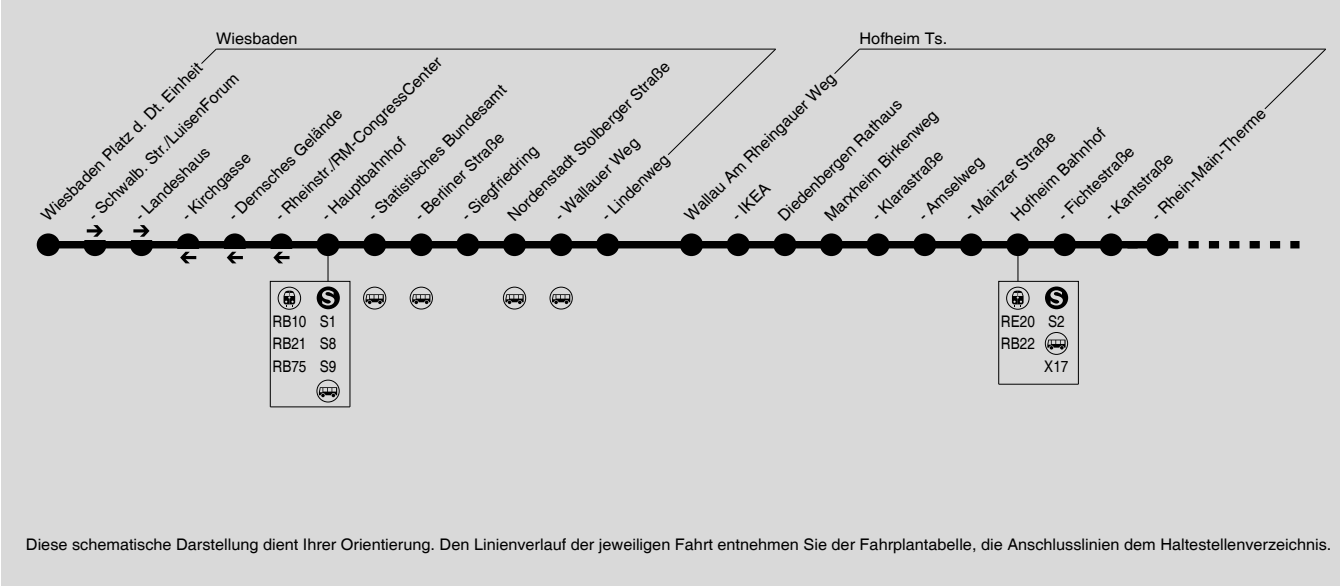 Wiesbaden
Hofheim Ts.
Wiesbaden Platz d. Dt. Einheit
- Schwalb. Str./LuisenForum
- Landeshaus
- Kirchgasse
- Dernsches Gelände
- Rheinstr./RM-CongressCenter
- Hauptbahnhof
- Statistisches Bundesamt
- Berliner Straße
- Siegfriedring
Nordenstadt Stolberger Straße
- Wallauer Weg
- Lindenweg
Wallau Am Rheingauer Weg
- IKEA
Diedenbergen Rathaus
Marxheim Birkenweg
- Klarastraße
- Amselweg
- Mainzer Straße
Hofheim Bahnhof
- Fichtestraße
- Kantstraße
- Rhein-Main-Therme
S
RB10 S1
RB21 S8
RB75 S9
S
RE20 S2
RB22
X17
Diese schematische Darstellung dient Ihrer Orientierung. Den Linienverlauf der jeweiligen Fahrt entnehmen Sie der Fahrplantabelle, die Anschlusslinien dem Haltestellenverzeichnis.